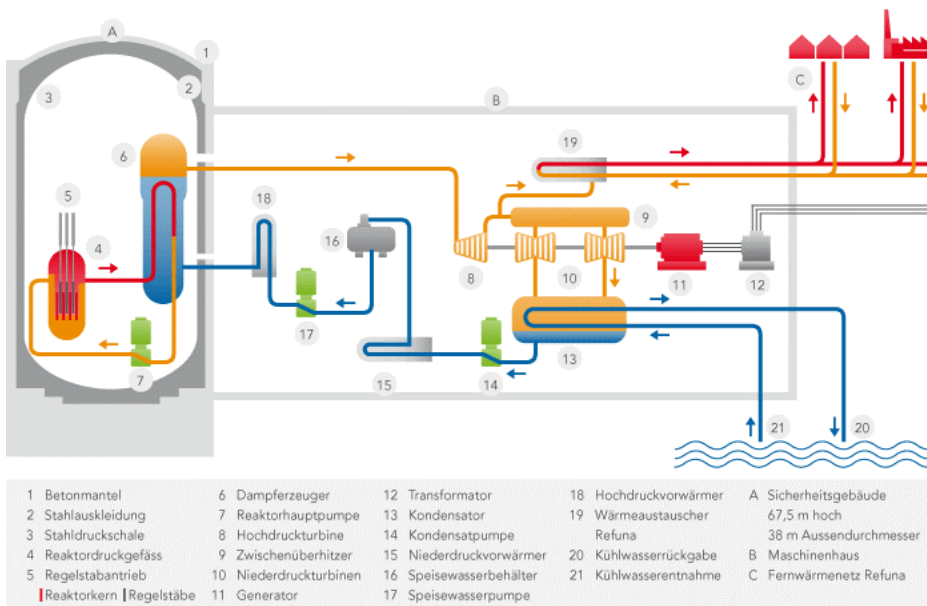 A
1
2
3
B
C
6
19
5
18
9
16
4
8
10
11
12
17
13
7
15
14
21
20
1 Betonmantel
2 Stahlauskleidung
3 Stahldruckschale
4 Reaktordruckgefäss
5 Regelstabantrieb
Reaktorkern Regelstäbe
6 Dampferzeuger
7 Reaktorhauptpumpe
8 Hochdruckturbine
9 Zwischenüberhitzer
10 Niederdruckturbinen
11 Generator
12 Transformator
13 Kondensator
14 Kondensatpumpe
15 Niederdruckvorwärmer
16 Speisewasserbehälter
17 Speisewasserpumpe
18 Hochdruckvorwärmer
19 Wärmeaustauscher
Refuna
20 Kühlwasserrückgabe
21 Kühlwasserentnahme
A Sicherheitsgebäude
67,5 m hoch
38 m Aussendurchmesser
B Maschinenhaus
C Fernwärmenetz Refuna